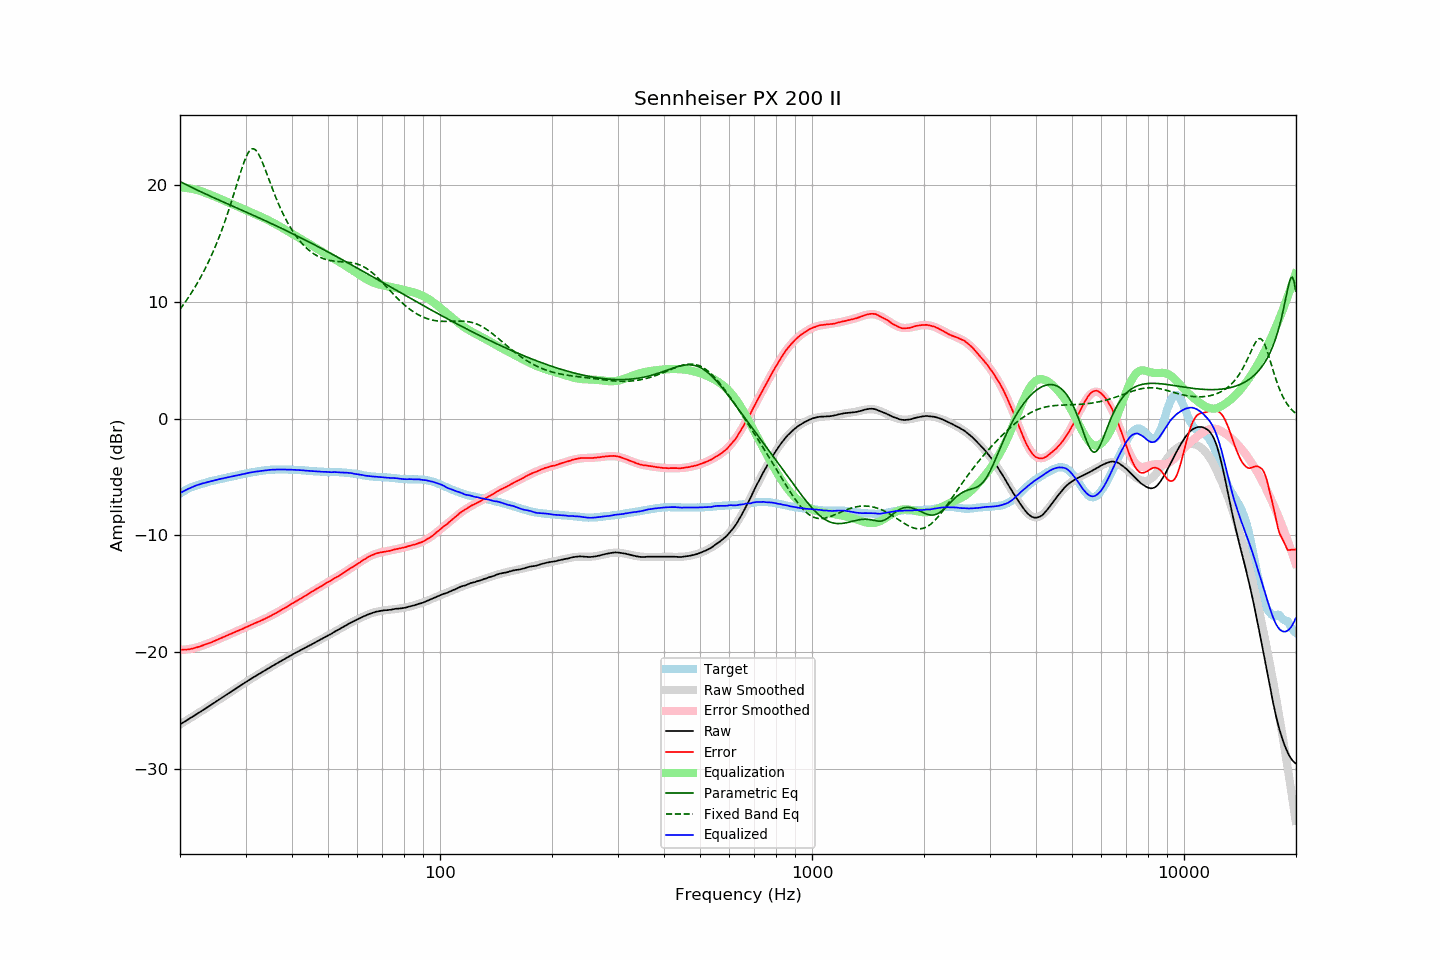 Sennheiser PX 200 II
Amplitude (dBr)
20
10
0
−10
−20
−30
100
1000
10000
Frequency (Hz)
Target
Raw Smoothed
Error Smoothed
Raw
Error
Equalization
Parametric Eq
Fixed Band Eq
Equalized